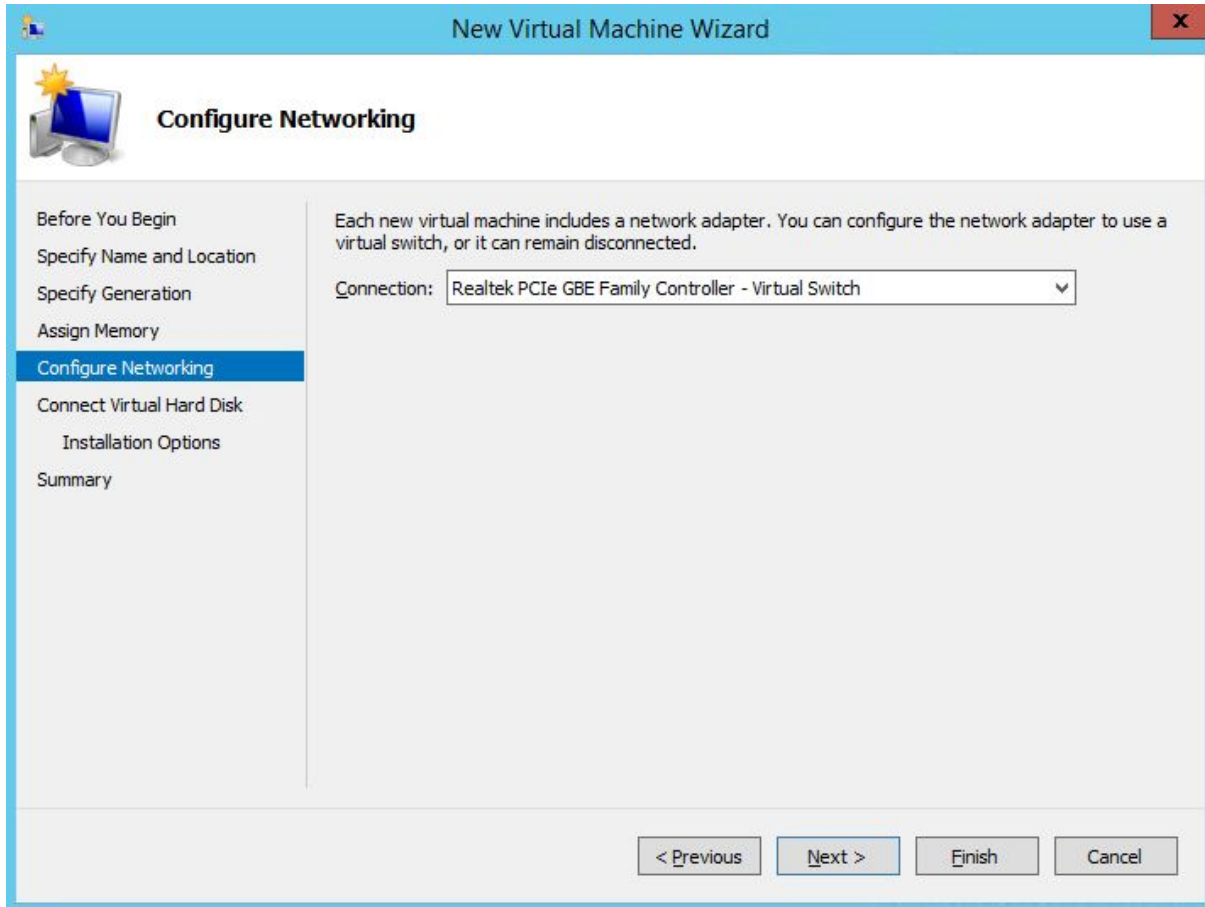 New Virtual Machine Wizard
x
Configure Networking
Before You Begin
Specify Name and Location
Specify Generation
Assign Memory
Configure Networking
Connect Virtual Hard Disk
Installation Options
Summary
Each new virtual machine includes a network adapter. You can configure the network adapter to use a
virtual switch, or it can remain disconnected.
Connection: Realtek PCIe GBE Family Controller - Virtual Switch
< Previous Next > Finish Cancel